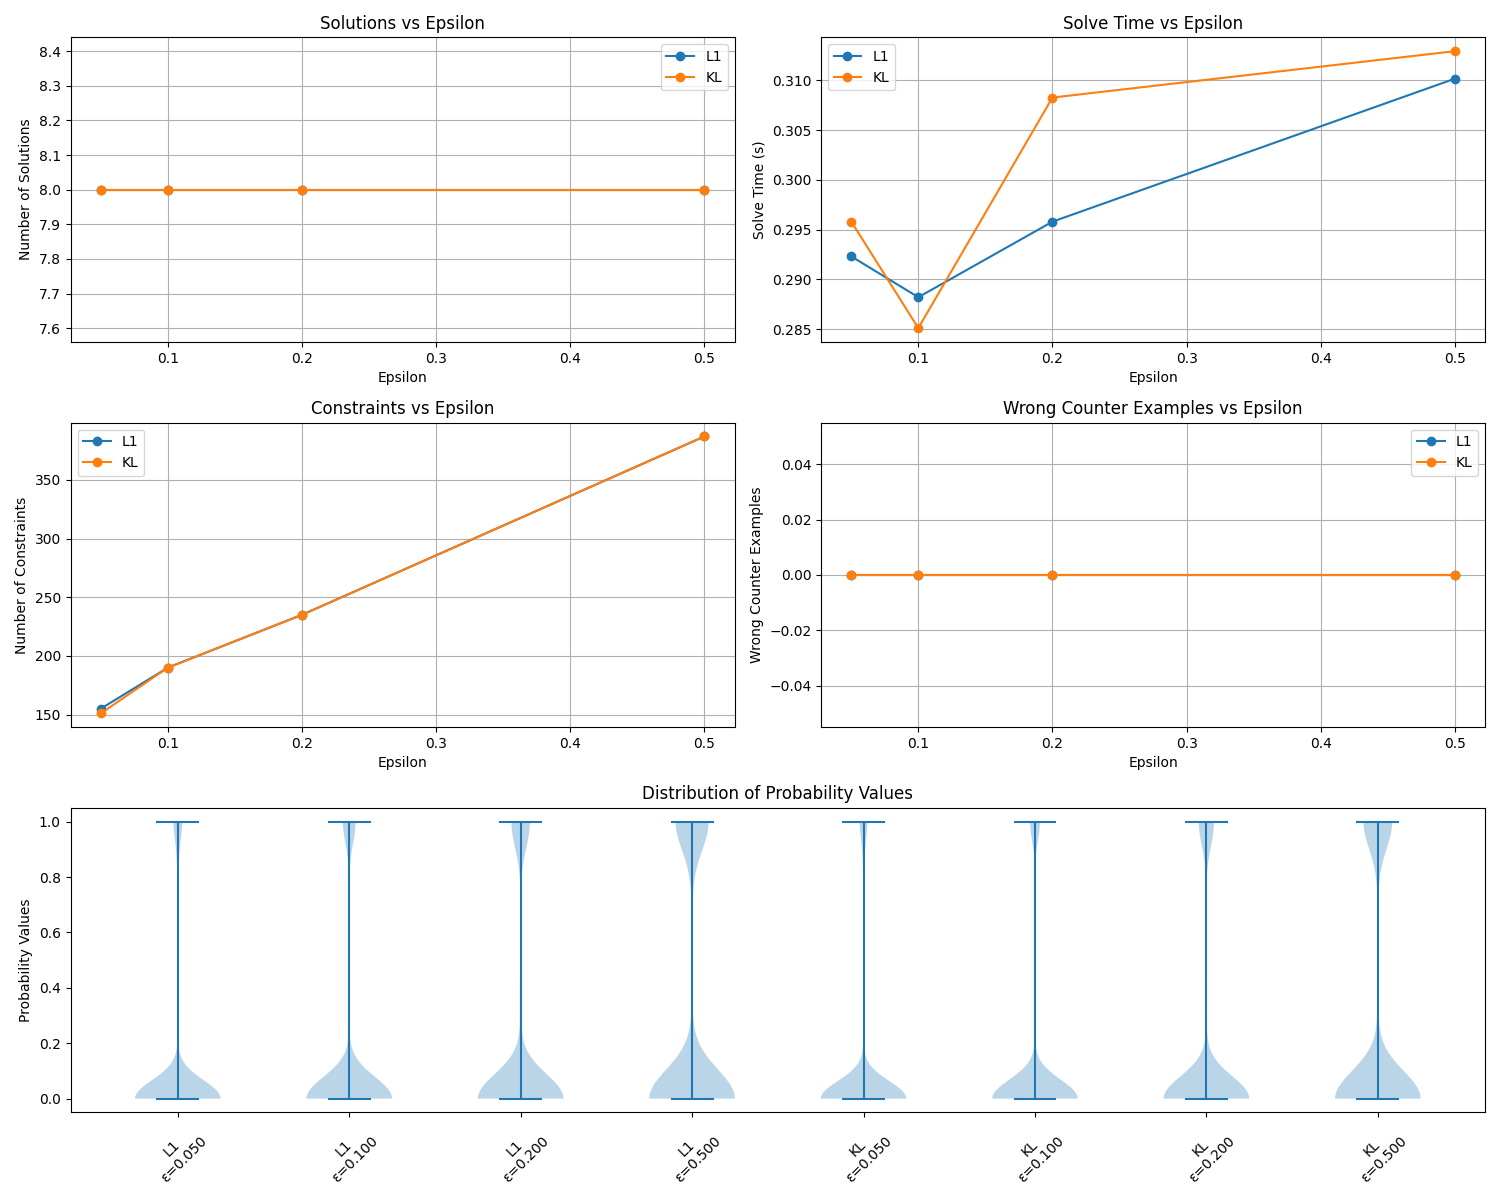 Solutions vs Epsilon
8.4
8.3
8.2
8.1
8.0
7.9
7.8
7.7
7.6
Number of Solutions
L1
KL
0.1
0.2
0.3
0.4
0.5
Epsilon
Solve Time vs Epsilon
0.310
0.305
0.300
0.295
0.290
0.285
Solve Time (s)
L1
KL
0.1
0.2
0.3
0.4
0.5
Epsilon
Constraints vs Epsilon
350
300
250
200
150
Number of Constraints
L1
KL
0.1
0.2
0.3
0.4
0.5
Epsilon
Wrong Counter Examples vs Epsilon
0.04
0.02
0.00
−0.02
−0.04
Wrong Counter Examples
L1
KL
0.1
0.2
0.3
0.4
0.5
Epsilon
Distribution of Probability Values
1.0
0.8
0.6
0.4
0.2
0.0
Probability Values
L1
ε=0.050
L1
ε=0.100
L1
ε=0.200
L1
ε=0.500
KL
ε=0.050
KL
ε=0.100
KL
ε=0.200
KL
ε=0.500